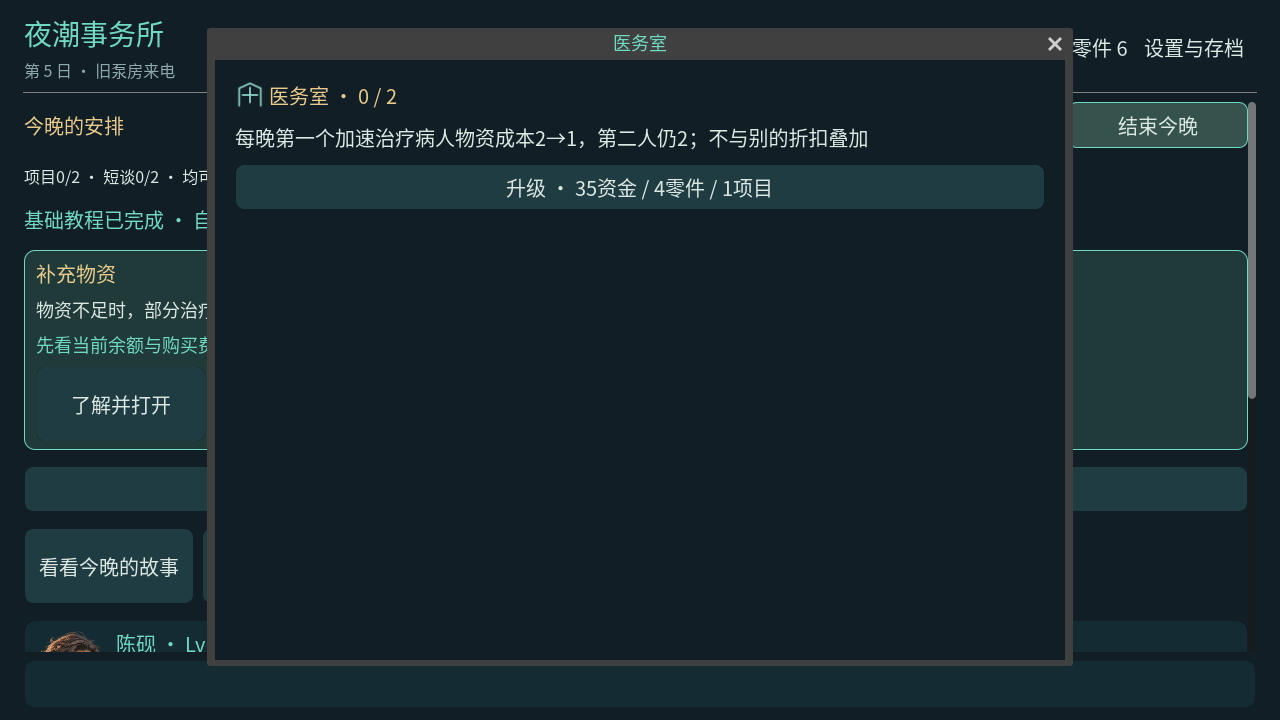 夜潮事务所
第 5 日 · 旧泵房来电
医务室
零件 6 设置与存档
今晚的安排
结束今晚
医务室 · 0 / 2
每晚第一个加速治疗病人物资成本2→1，第二人仍2；不与别的折扣叠加
项目0/2 · 短谈0/2 · 均可
升级 · 35资金 / 4零件 / 1项目
基础教程已完成 · 自
补充物资
物资不足时，部分治疗
先看当前余额与购买费
了解并打开
看看今晚的故事
陈砚 · Lv